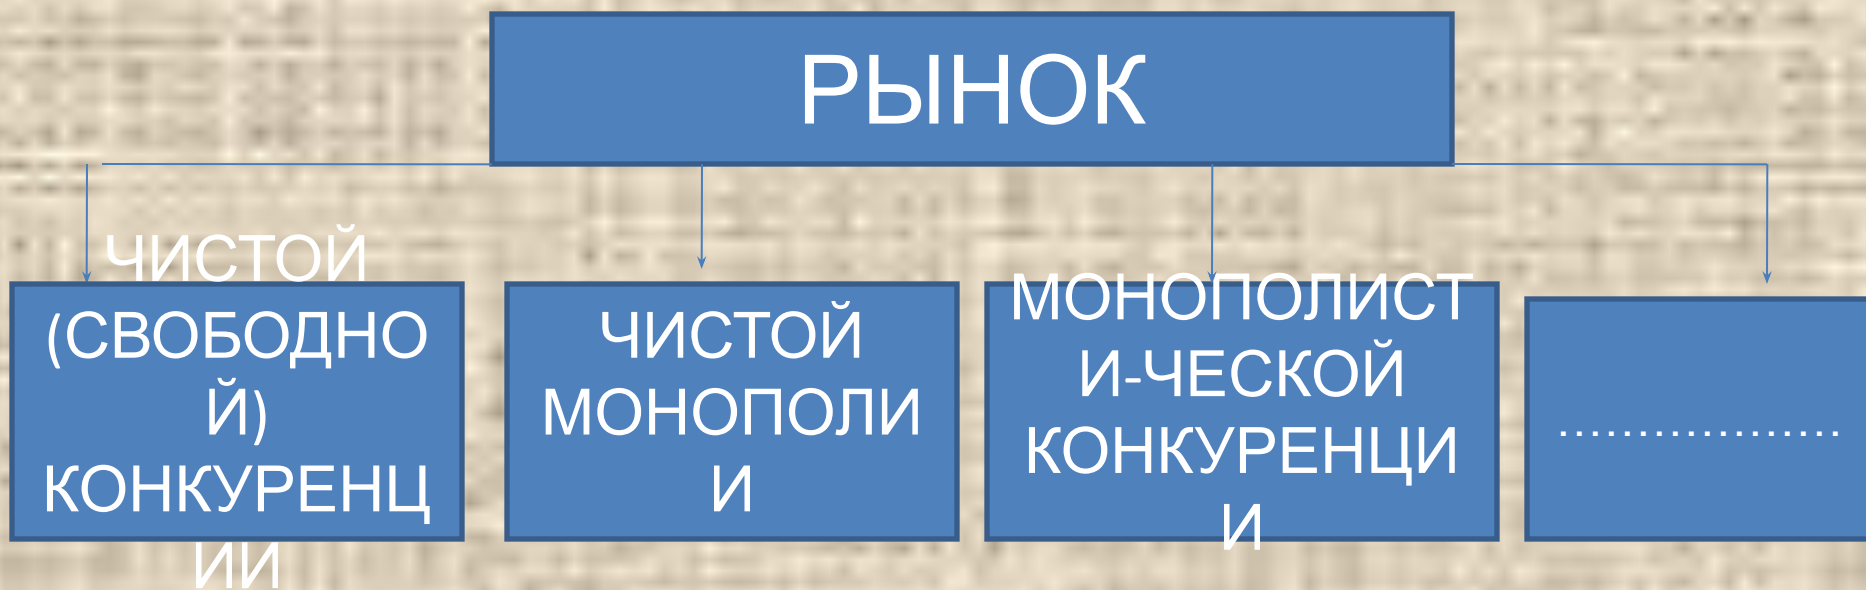 РЫНОК
ЧИСТОЙ
(СВОБОДНО
Й)
КОНКУРЕНЦ
ИИ
ЧИСТОЙ
МОНОПОЛИ
И
МОНОПОЛИСТ
И-ЧЕСКОЙ
КОНКУРЕНЦИ
И
..................